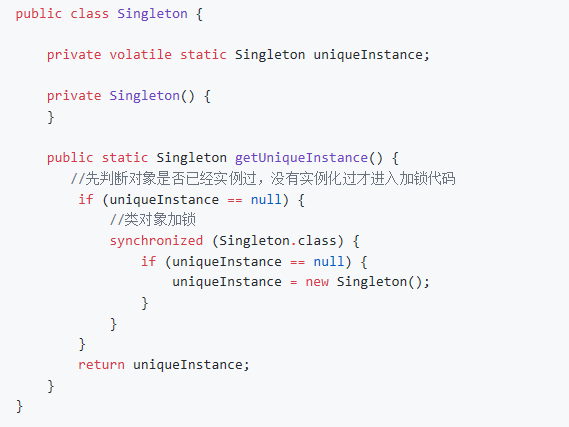 public class Singleton {
private volatile static Singleton uniqueInstance;
private Singleton() {
}
public static Singleton getUniqueInstance() {
//先判断对象是否已经实例过，没有实例化过才进入加锁代码
if (uniqueInstance == null) {
//类对象加锁
synchronized (Singleton.class) {
if (uniqueInstance == null) {
uniqueInstance = new Singleton();
}
}
}
return uniqueInstance;
}
}